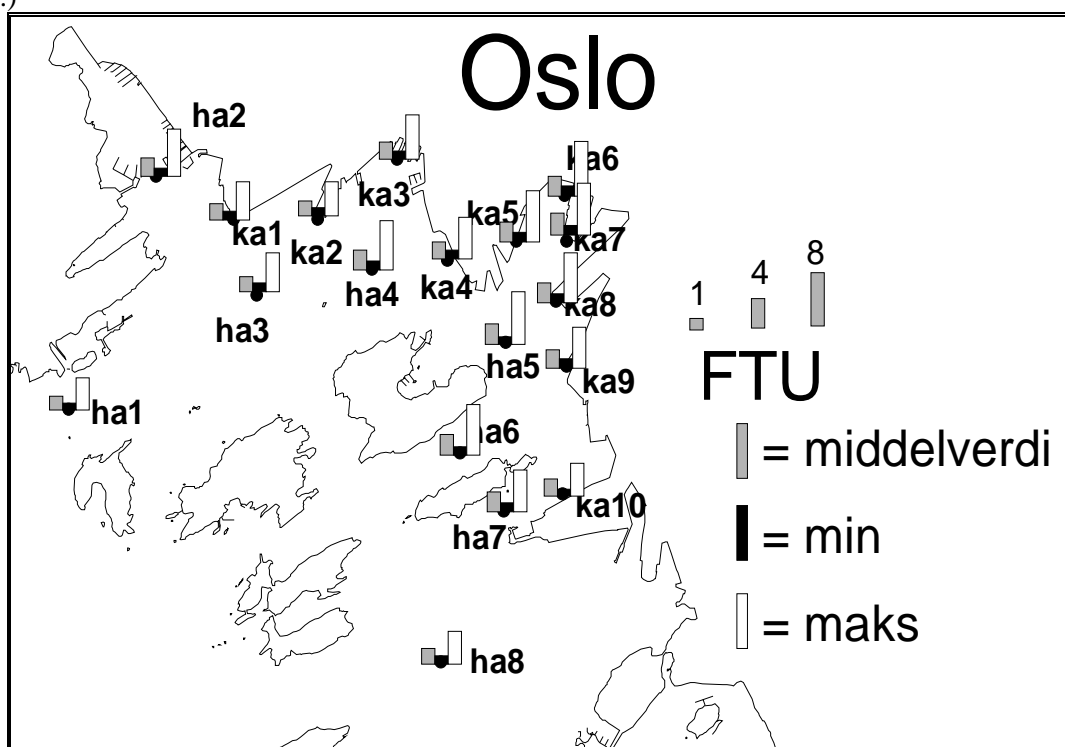 .)
Oslo
ha2
ka6
ka3
ka5
ka1
ka2
ka7
ha4
ka4
ka8
ha3
1
4
8
ha5
FTU
ka9
ha1
ha6
= middelverdi
ka10
ha7
= min
= maks
ha8